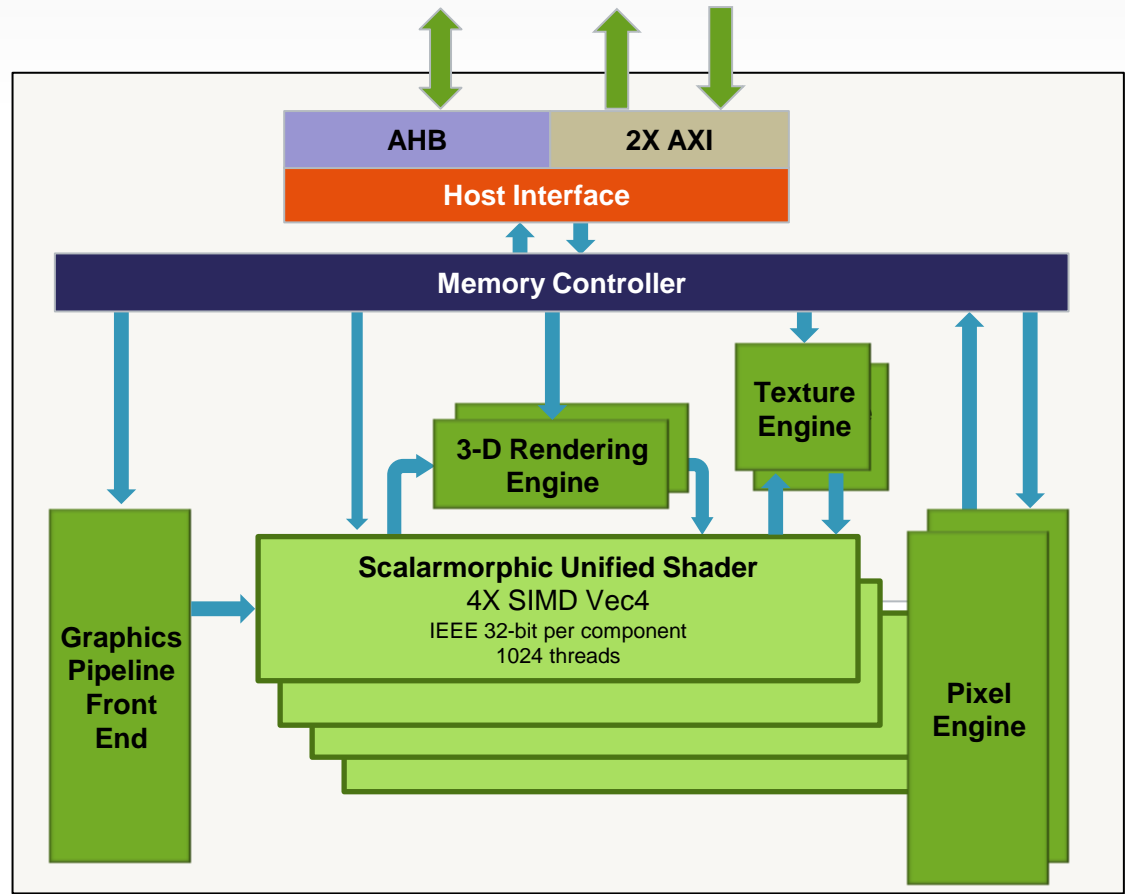 AHB
2X AXI
Host Interface
Memory Controller
Texture
Engine
3-D Rendering
Engine
Scalarmorphic Unified Shader
4X SIMD Vec4
IEEE 32-bit per component
1024 threads
Graphics
Pipeline
Front
End
Pixel
Engine